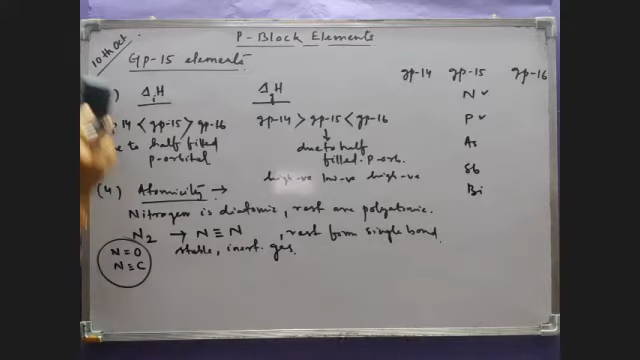 10th Oct
P-Block Elements
Gp-15 elements
gp-14 gp-15 gp-16
) ΔiH
14 < gp-15 > gp-16
due to half filled
p-orbital
ΔH
gp-14 > gp-15 < gp-16
due to half
filled p-orb.
high -ve low -ve high -ve
N ✓
P ✓
As
Sb
Bi
(4) Atomicity →
Nitrogen is diatomic, rest are polyatomic.
N2 → N≡N , rest form single bond.
stable, inert gas.
N=O
N≡C